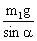 m₁g
sin α